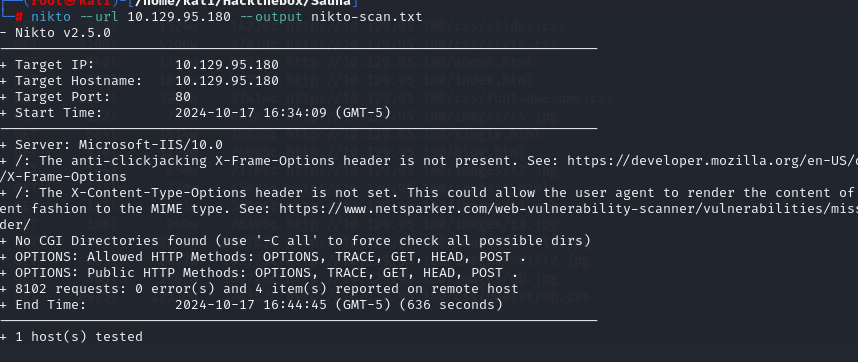 (root㉿kali)-[/home/kali/HackTheBox/Sauna]
# nikto --url 10.129.95.180 --output nikto-scan.txt
- Nikto v2.5.0
+ Target IP: 10.129.95.180
+ Target Hostname: 10.129.95.180
+ Target Port: 80
+ Start Time: 2024-10-17 16:34:09 (GMT-5)
+ Server: Microsoft-IIS/10.0
+ /: The anti-clickjacking X-Frame-Options header is not present. See: https://developer.mozilla.org/en-US/
/X-Frame-Options
+ /: The X-Content-Type-Options header is not set. This could allow the user agent to render the content of
ent fashion to the MIME type. See: https://www.netsparker.com/web-vulnerability-scanner/vulnerabilities/miss
der/
+ No CGI Directories found (use '-C all' to force check all possible dirs)
+ OPTIONS: Allowed HTTP Methods: OPTIONS, TRACE, GET, HEAD, POST .
+ OPTIONS: Public HTTP Methods: OPTIONS, TRACE, GET, HEAD, POST .
+ 8102 requests: 0 error(s) and 4 item(s) reported on remote host
+ End Time: 2024-10-17 16:44:45 (GMT-5) (636 seconds)
+ 1 host(s) tested